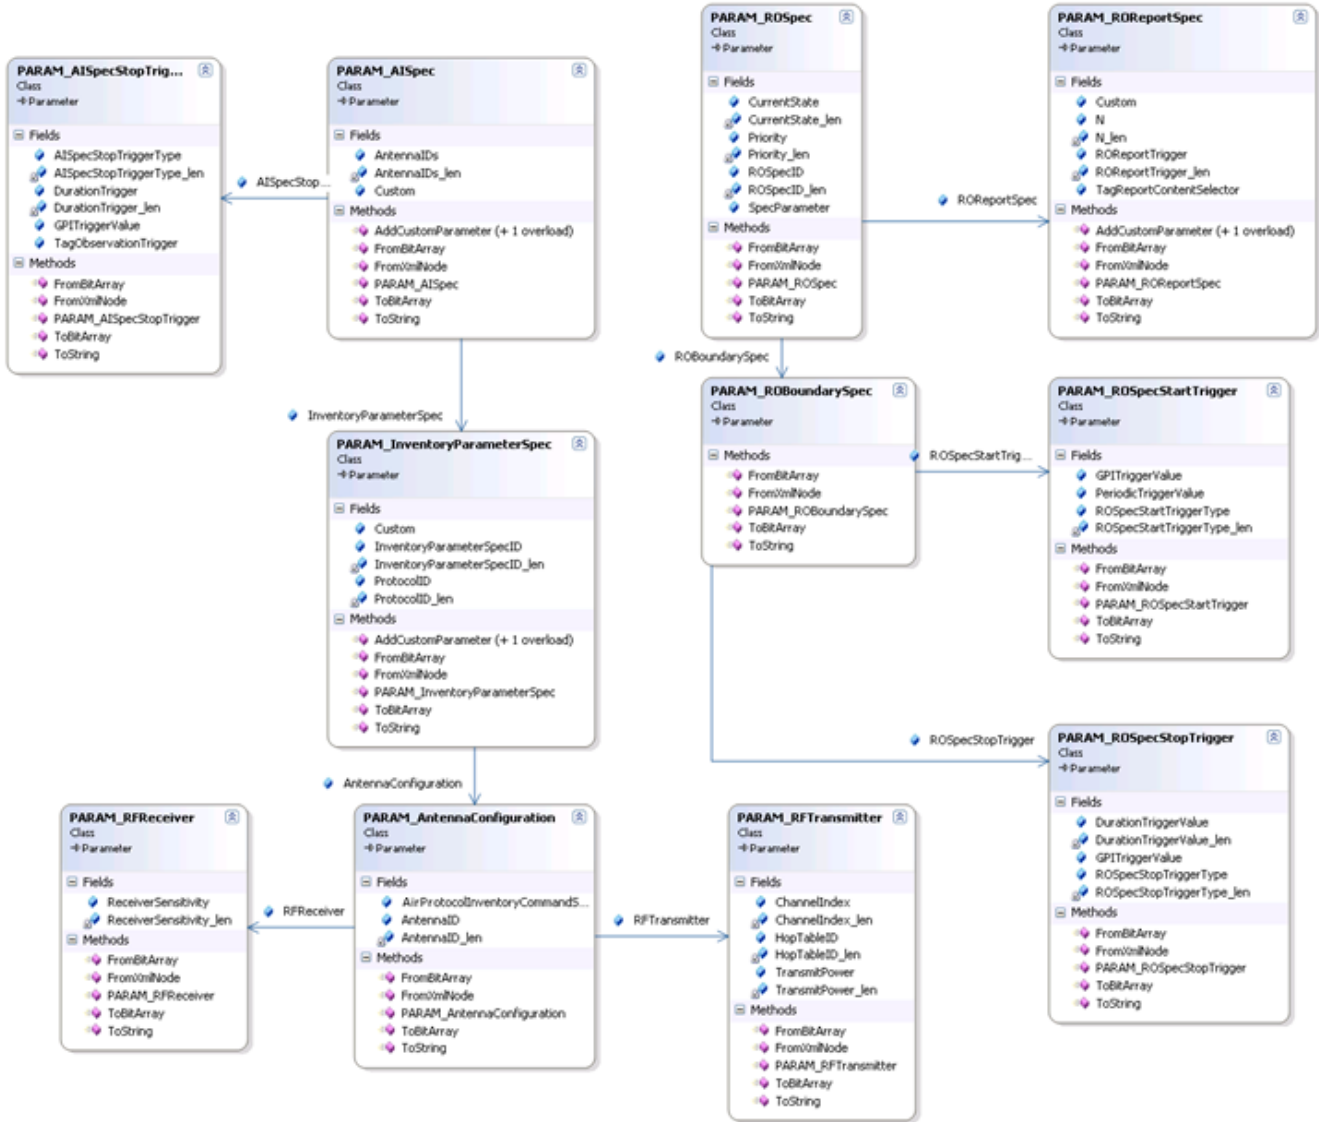 PARAM_AISpecStopTrig...
Class
Parameter
Fields
AISpecStopTriggerType
AISpecStopTriggerType_len
DurationTrigger
DurationTrigger_len
GPITriggerValue
TagObservationTrigger
Methods
FromBitArray
FromXmlNode
PARAM_AISpecStopTrigger
ToBitArray
ToString
AISpecStop...
PARAM_AISpec
Class
Parameter
Fields
AntennaIDs
AntennaIDs_len
Custom
Methods
AddCustomParameter (+ 1 overload)
FromBitArray
FromXmlNode
PARAM_AISpec
ToBitArray
ToString
PARAM_ROSpec
Class
Parameter
Fields
CurrentState
CurrentState_len
Priority
Priority_len
ROSpecID
ROSpecID_len
SpecParameter
Methods
FromBitArray
FromXmlNode
PARAM_ROSpec
ToBitArray
ToString
ROReportSpec
PARAM_ROReportSpec
Class
Parameter
Fields
Custom
N
N_len
ROReportTrigger
ROReportTrigger_len
TagReportContentSelector
Methods
AddCustomParameter (+ 1 overload)
FromBitArray
FromXmlNode
PARAM_ROReportSpec
ToBitArray
ToString
ROBoundarySpec
InventoryParameterSpec
PARAM_InventoryParameterSpec
Class
Parameter
Fields
Custom
InventoryParameterSpecID
InventoryParameterSpecID_len
ProtocolID
ProtocolID_len
Methods
AddCustomParameter (+ 1 overload)
FromBitArray
FromXmlNode
PARAM_InventoryParameterSpec
ToBitArray
ToString
PARAM_ROBoundarySpec
Class
Parameter
Methods
FromBitArray
FromXmlNode
PARAM_ROBoundarySpec
ToBitArray
ToString
ROSpecStartTrig...
PARAM_ROSpecStartTrigger
Class
Parameter
Fields
GPITriggerValue
PeriodicTriggerValue
ROSpecStartTriggerType
ROSpecStartTriggerType_len
Methods
FromBitArray
FromXmlNode
PARAM_ROSpecStartTrigger
ToBitArray
ToString
ROSpecStopTrigger
PARAM_ROSpecStopTrigger
Class
Parameter
Fields
DurationTriggerValue
DurationTriggerValue_len
GPITriggerValue
ROSpecStopTriggerType
ROSpecStopTriggerType_len
Methods
FromBitArray
FromXmlNode
PARAM_ROSpecStopTrigger
ToBitArray
ToString
AntennaConfiguration
PARAM_RFReceiver
Class
Parameter
Fields
ReceiverSensitivity
ReceiverSensitivity_len
Methods
FromBitArray
FromXmlNode
PARAM_RFReceiver
ToBitArray
ToString
RFReceiver
PARAM_AntennaConfiguration
Class
Parameter
Fields
AirProtocolInventoryCommandS...
AntennaID
AntennaID_len
Methods
FromBitArray
FromXmlNode
PARAM_AntennaConfiguration
ToBitArray
ToString
RFTransmitter
PARAM_RFTransmitter
Class
Parameter
Fields
ChannelIndex
ChannelIndex_len
HopTableID
HopTableID_len
TransmitPower
TransmitPower_len
Methods
FromBitArray
FromXmlNode
PARAM_RFTransmitter
ToBitArray
ToString